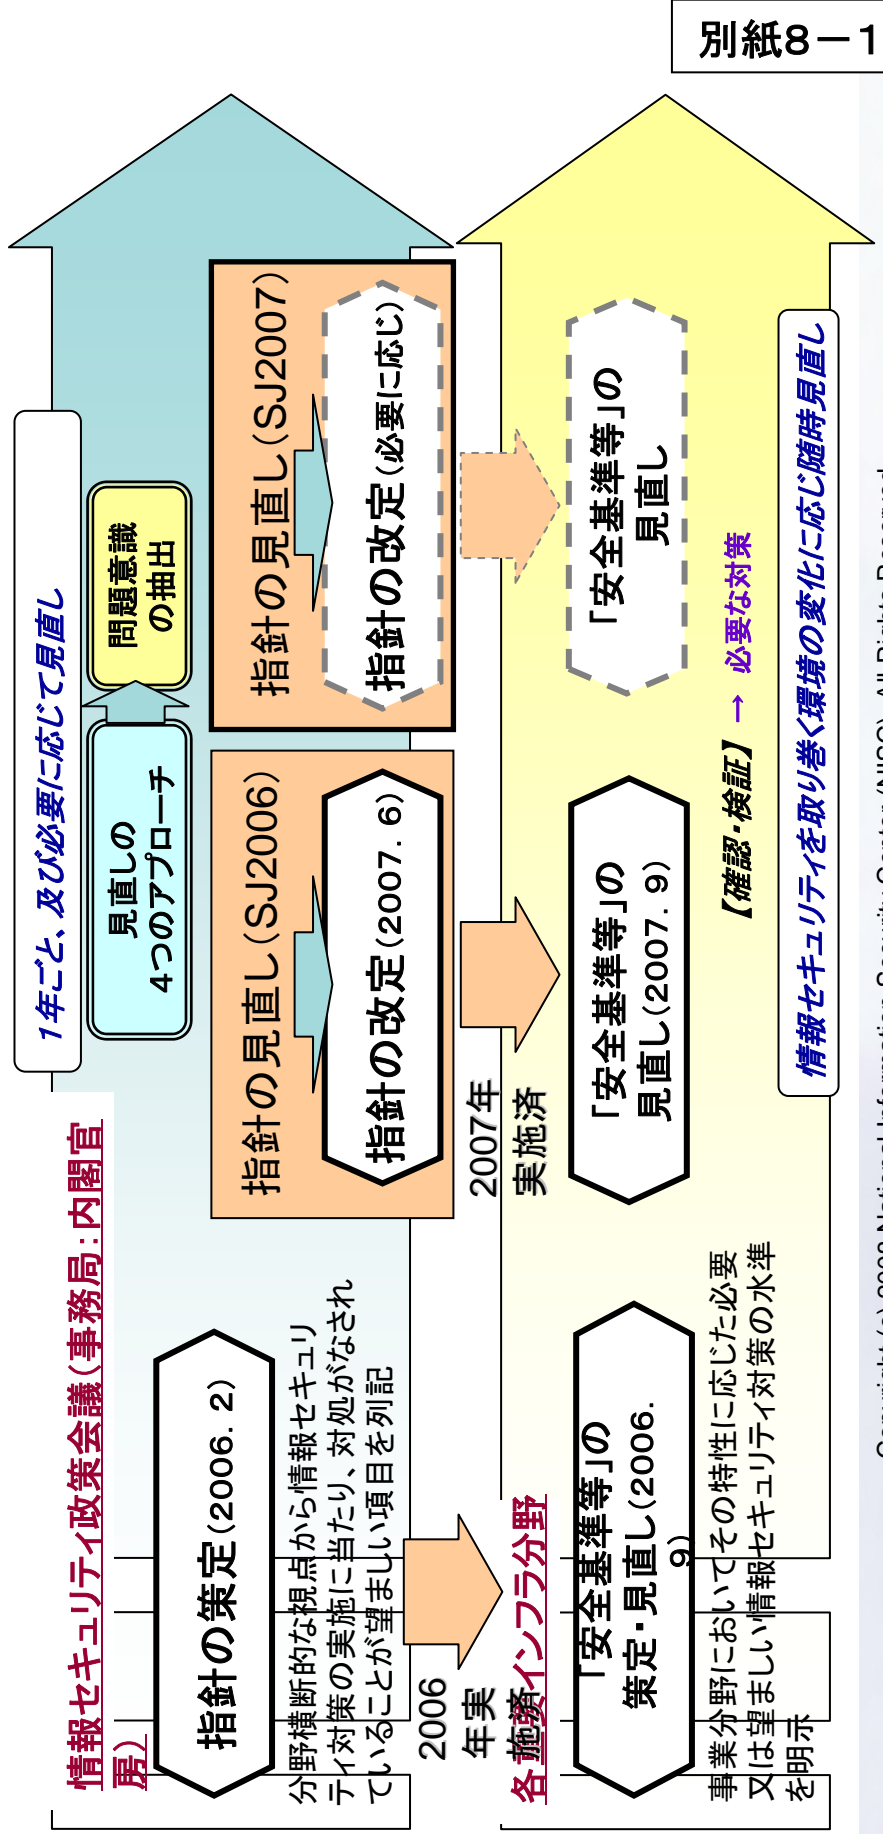 別紙８－１
情報セキュリティ政策会議（事務局：内閣官
房）
１年ごと、及び必要に応じて見直し
見直しの
４つのアプローチ
問題意識
の抽出
指針の策定（２００６．２）
分野横断的な視点から情報セキュリ
ティ対策の実施に当たり、対処がなされ
ていることが望ましい項目を列記
指針の見直し（SJ2006）
指針の改定（２００７．６）
指針の見直し（SJ2007）
指針の改定（必要に応じ）
2006
年実
施済
2007年
実施済
インフラ分野
「安全基準等」の
策定・見直し（２００６．
９）
事業分野においてその特性に応じた必要
又は望ましい情報セキュリティ対策の水準
を明示
「安全基準等」の
見直し（２００７．９）
「安全基準等」の
見直し
【確認・検証】 → 必要な対策
情報セキュリティを取り巻く環境の変化に応じ随時見直し